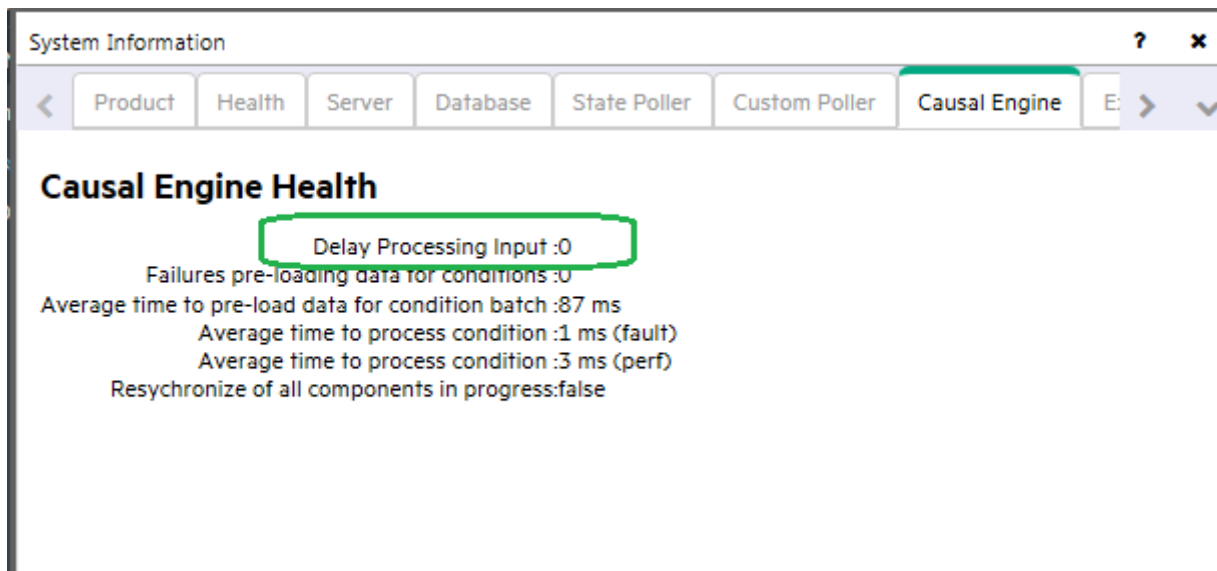 System Information ? ×
< Product Health Server Database State Poller Custom Poller Causal Engine >
Causal Engine Health
Delay Processing Input :0
Failures pre-loading data for conditions :0
Average time to pre-load data for condition batch :87 ms
Average time to process condition :1 ms (fault)
Average time to process condition :3 ms (perf)
Resychronize of all components in progress:false